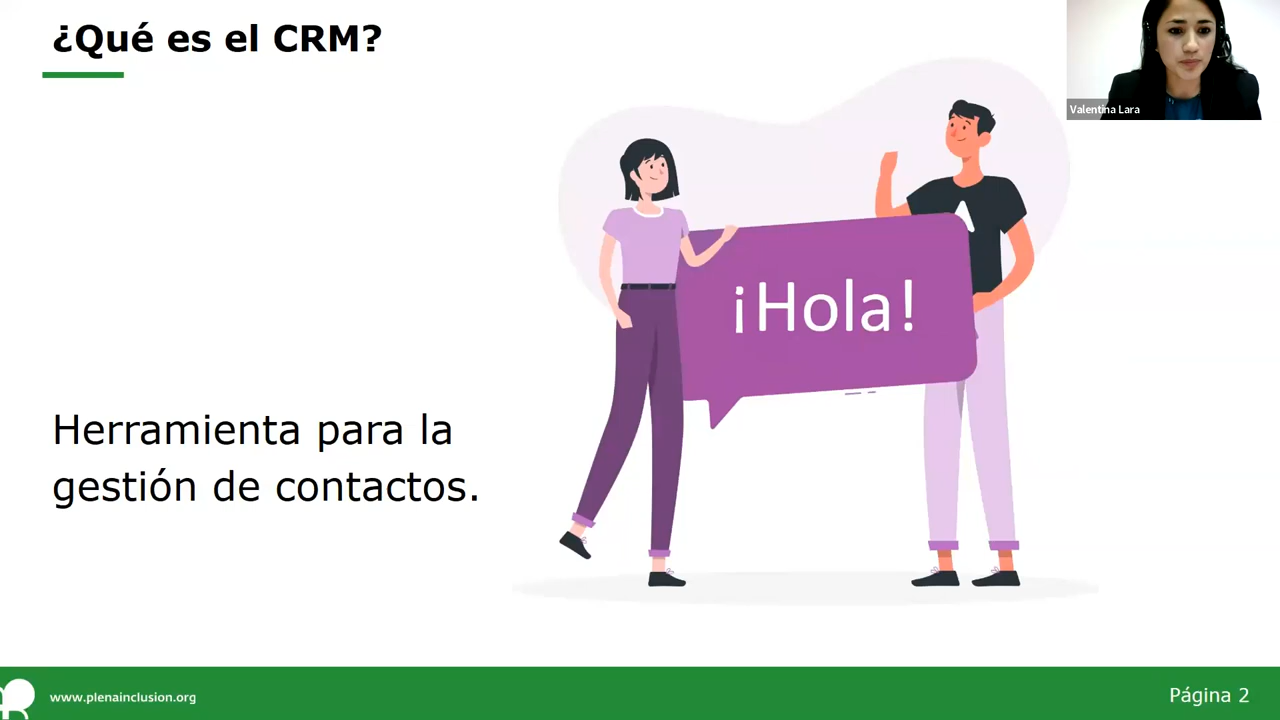 ¿Qué es el CRM?
Valentina Lara
¡Hola!
Herramienta para la
gestión de contactos.
www.plenainclusion.org
Página 2